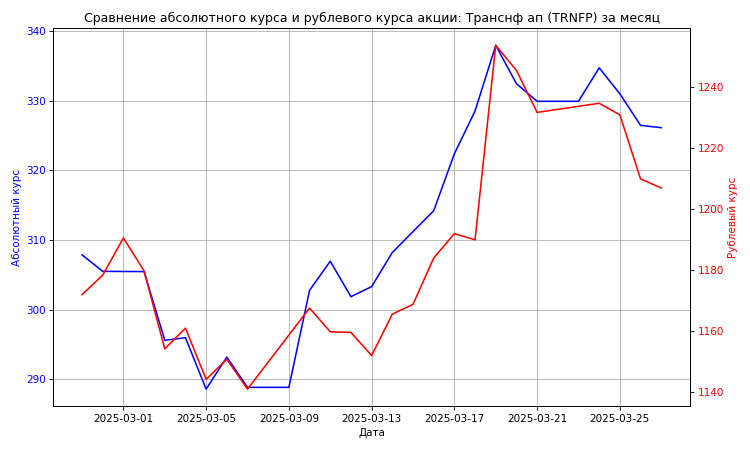 Сравнение абсолютного курса и рублевого курса акции: Транснф ап (TRNFP) за месяц
340
330
320
310
300
290
Абсолютный курс
1240
1220
1200
1180
1160
1140
Рублевый курс
2025-03-01 2025-03-05 2025-03-09 2025-03-13 2025-03-17 2025-03-21 2025-03-25
Дата